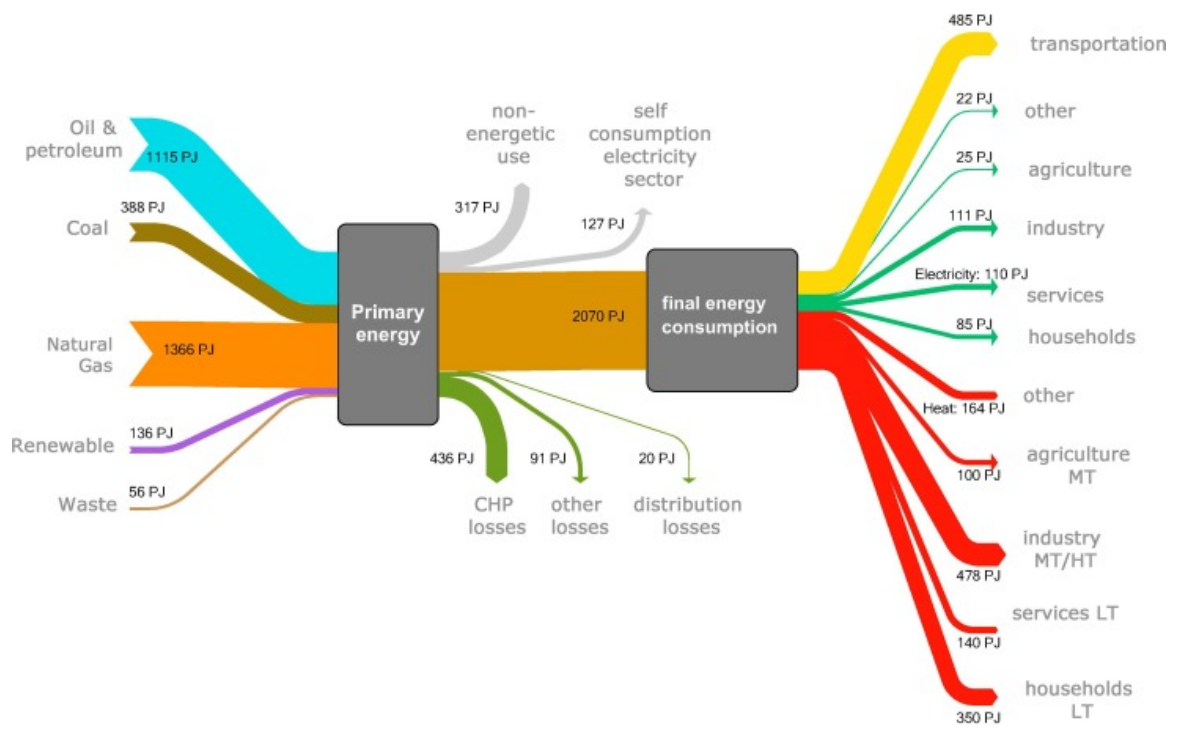 Oil &
petroleum
1115 PJ
388 PJ
Coal
Natural
Gas
1366 PJ
Renewable
136 PJ
Waste
56 PJ
Primary
energy
non-
energetic
use
317 PJ
self
consumption
electricity
sector
127 PJ
2070 PJ
final energy
consumption
436 PJ
CHP
losses
91 PJ
other
losses
20 PJ
distribution
losses
485 PJ
transportation
22 PJ
other
25 PJ
agriculture
111 PJ
industry
Electricity: 110 PJ
services
85 PJ
households
other
Heat: 164 PJ
agriculture
MT
100 PJ
industry
MT/HT
478 PJ
services LT
140 PJ
households
LT
350 PJ